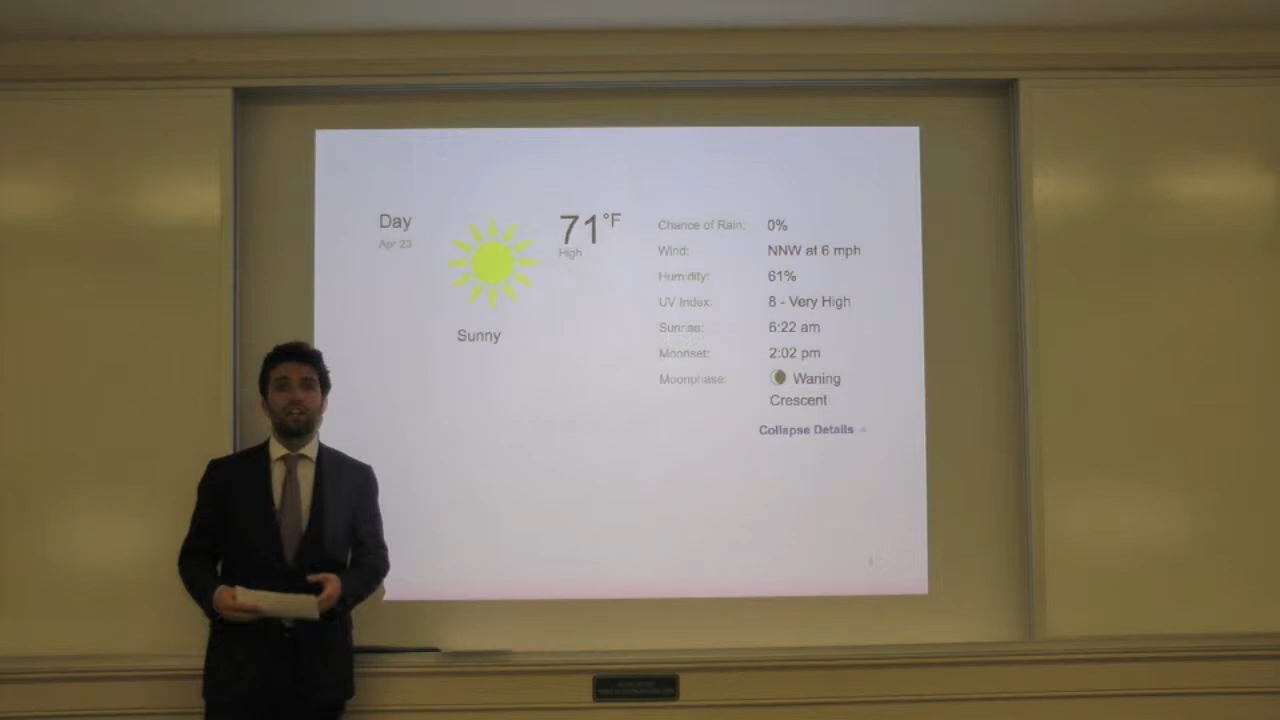 Day
Apr 23
Sunny
71°F
High
Chance of Rain: 0%
Wind: NNW at 6 mph
Humidity: 61%
UV Index: 8 - Very High
Sunrise: 6:22 am
Moonset: 2:02 pm
Moonphase: Waning
Crescent
Collapse Details